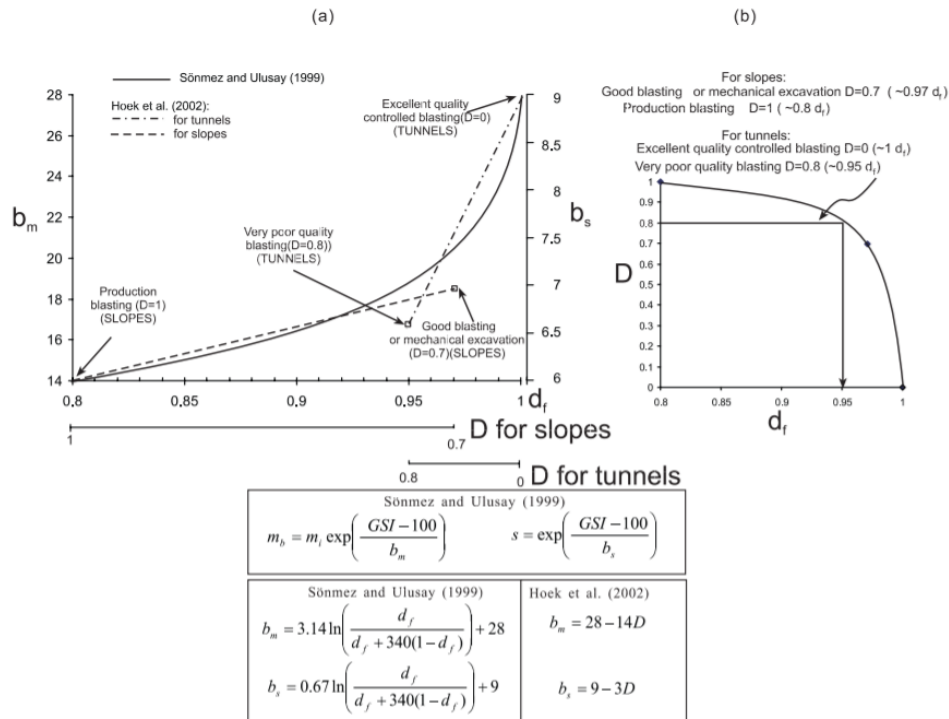 (a)
Sönmez and Ulusay (1999)
Hoek et al. (2002):
for tunnels
for slopes
Excellent quality
controlled blasting(D=0)
(TUNNELS)
Very poor quality
blasting(D=0.8))
(TUNNELS)
Production
blasting (D=1)
(SLOPES)
Good blasting
or mechanical excavation
(D=0.7)(SLOPES)
b_m
28
26
24
22
20
18
16
14
b_s
9
8,5
8
7.5
7
6.5
6
0.8 0.85 0.9 0.95 1 d_f
1 0.7 D for slopes
0.8 0 D for tunnels
(b)
For slopes:
Good blasting or mechanical excavation D=0.7 (~0.97 d_f)
Production blasting D=1 (~0.8 d_f)
For tunnels:
Excellent quality controlled blasting D=0 (~1 d_f)
Very poor quality blasting D=0.8 (~0.95 d_f)
D
1
0.9
0.8
0.7
0.6
0.5
0.4
0.3
0.2
0.1
0
0.8 0.85 0.9 0.95 1
d_f
Sönmez and Ulusay (1999)
m_b = m_i exp((GSI − 100)/b_m) s = exp((GSI − 100)/b_s)
Sönmez and Ulusay (1999)
b_m = 3.14 ln(d_f/(d_f + 340(1 − d_f))) + 28
b_s = 0.67 ln(d_f/(d_f + 340(1 − d_f))) + 9
Hoek et al. (2002)
b_m = 28 − 14D
b_s = 9 − 3D